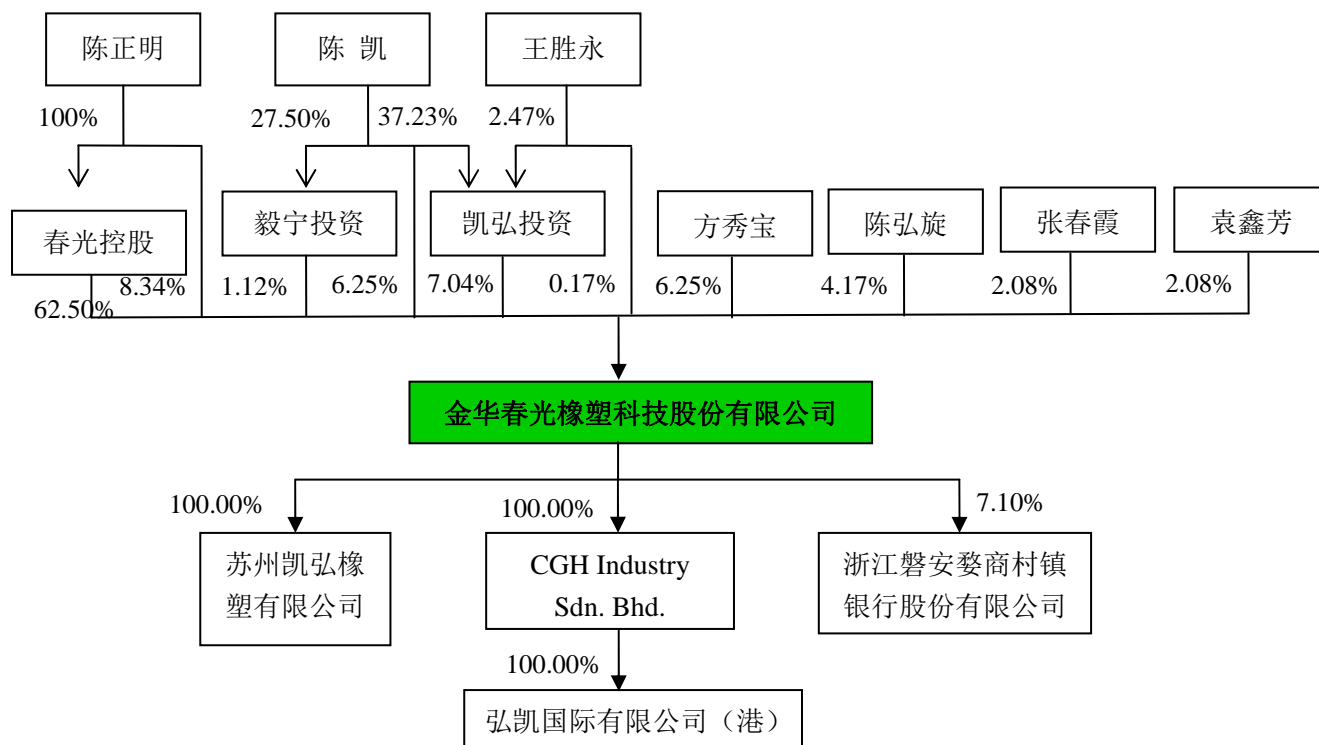 陈正明
陈 凯
王胜永
100%
27.50%
37.23%
2.47%
春光控股
毅宁投资
凯弘投资
方秀宝
陈弘旋
张春霞
袁鑫芳
62.50%
8.34%
1.12%
6.25%
7.04%
0.17%
6.25%
4.17%
2.08%
2.08%
金华春光橡塑科技股份有限公司
100.00%
100.00%
7.10%
苏州凯弘橡
塑有限公司
CGH Industry
Sdn. Bhd.
浙江磐安婺商村镇
银行股份有限公司
100.00%
弘凯国际有限公司（港）